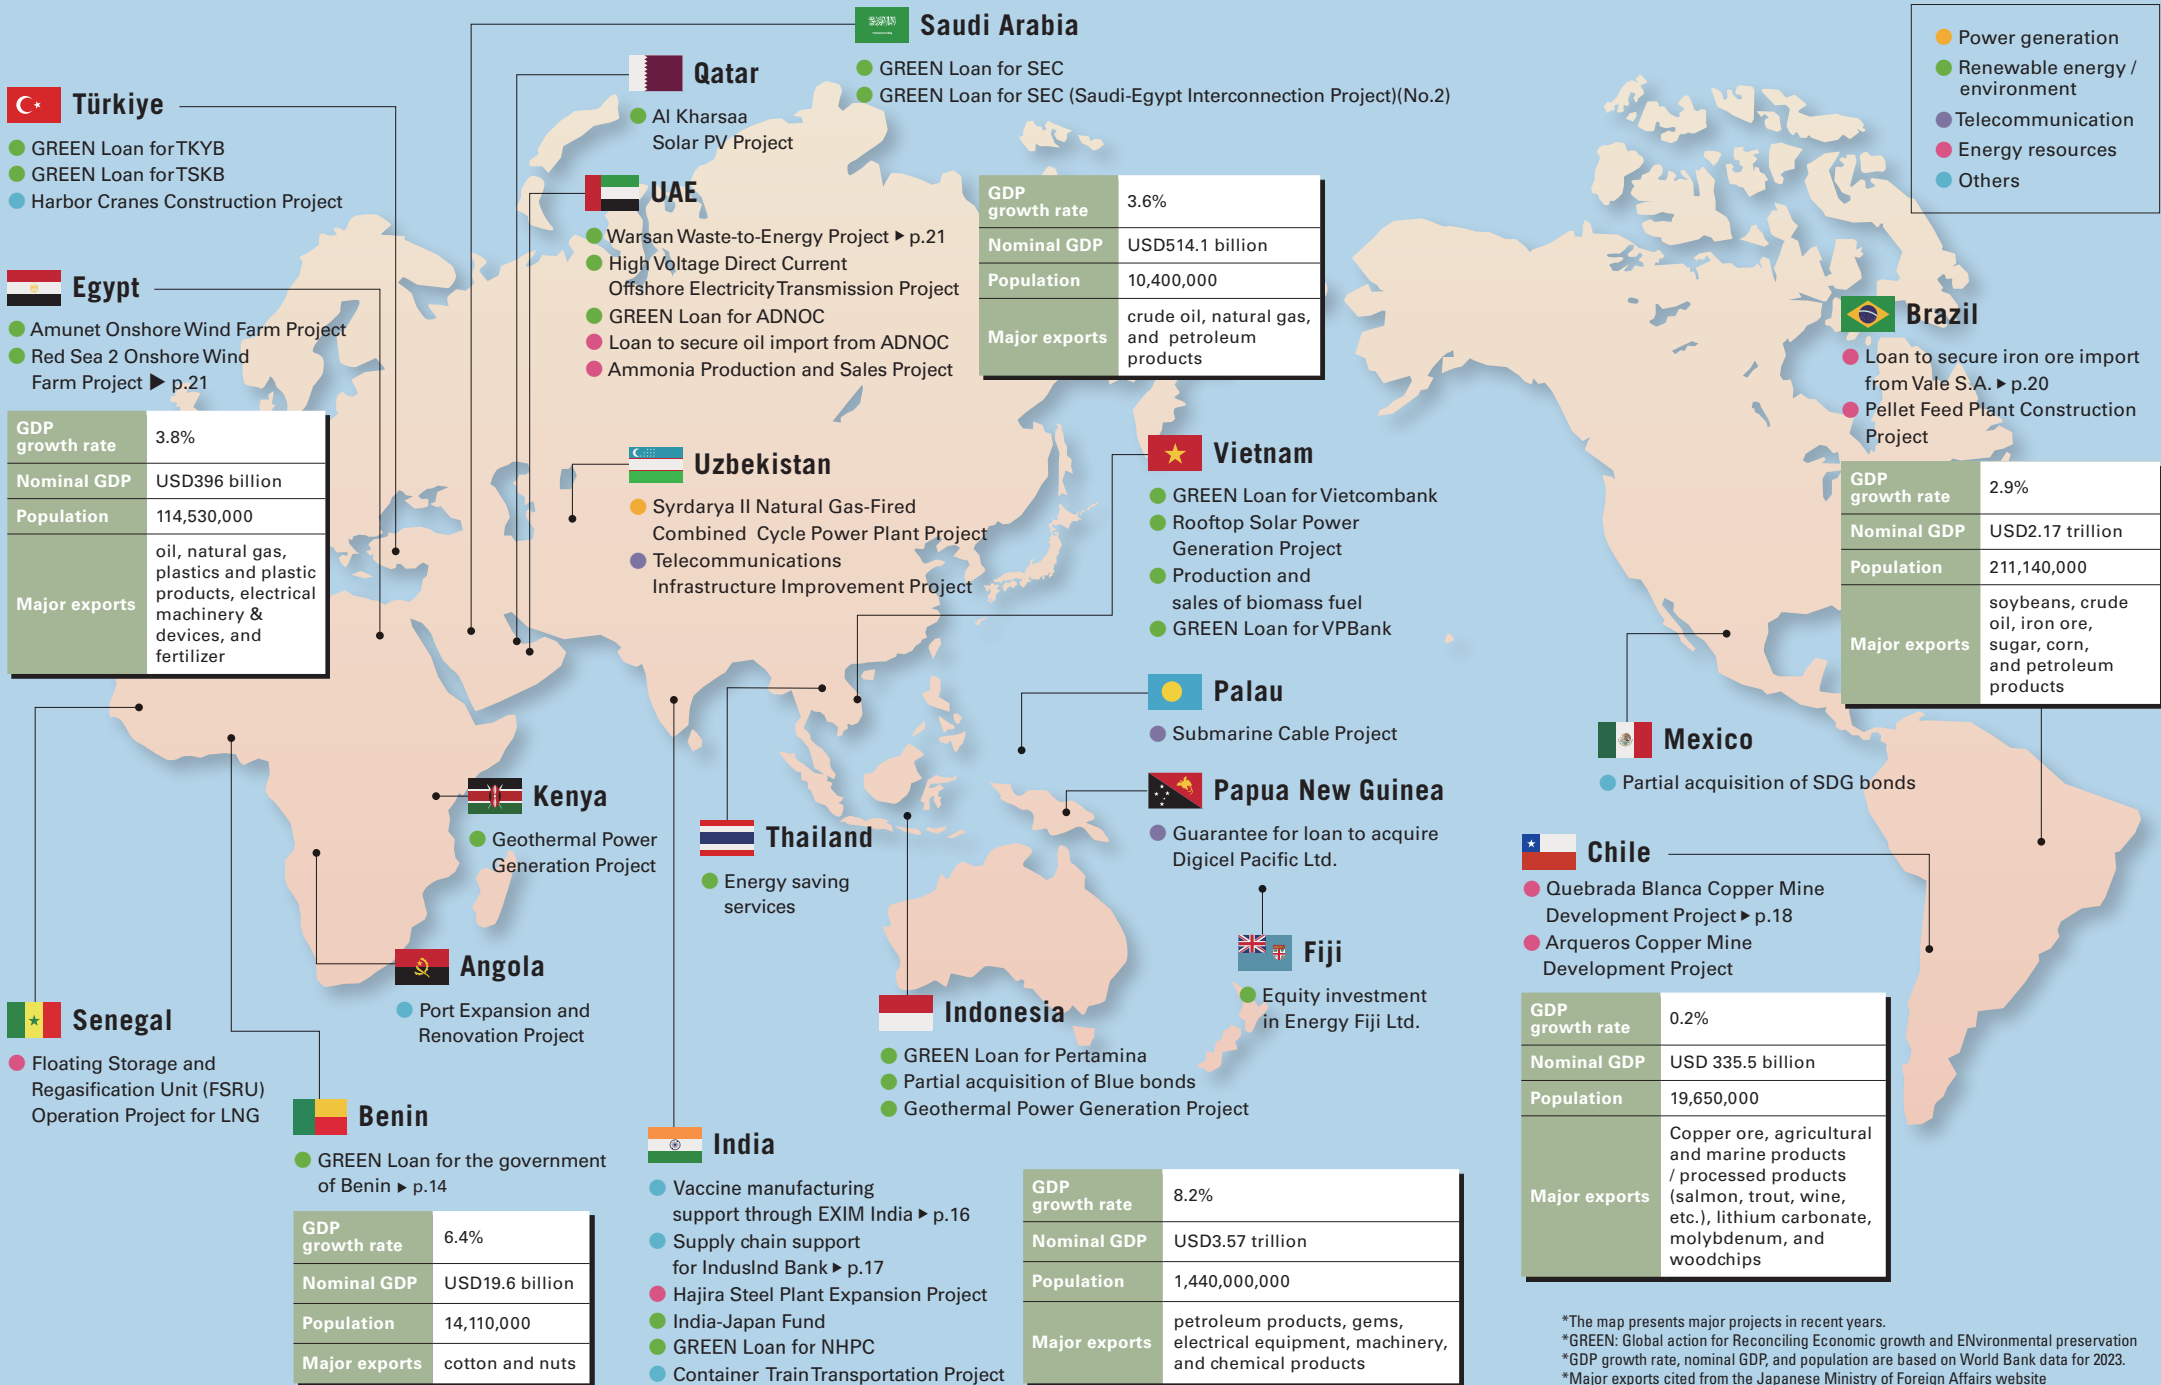 Saudi Arabia
GREEN Loan for SEC
GREEN Loan for SEC (Saudi-Egypt Interconnection Project)(No.2)
Power generation
Renewable energy /
environment
Telecommunication
Energy resources
Others
Qatar
Al Kharsaa
Solar PV Project
Türkiye
GREEN Loan for TKYB
GREEN Loan for TSKB
Harbor Cranes Construction Project
UAE
Warsan Waste-to-Energy Project ▶ p.21
High Voltage Direct Current
Offshore Electricity Transmission Project
GREEN Loan for ADNOC
Loan to secure oil import from ADNOC
Ammonia Production and Sales Project
GDP
growth rate
3.6%
Nominal GDP
USD514.1 billion
Population
10,400,000
Major exports
crude oil, natural gas,
and petroleum
products
Egypt
Amunet Onshore Wind Farm Project
Red Sea 2 Onshore Wind
Farm Project ▶ p.21
GDP
growth rate
3.8%
Nominal GDP
USD396 billion
Population
114,530,000
Major exports
oil, natural gas,
plastics and plastic
products, electrical
machinery &
devices, and
fertilizer
Brazil
Loan to secure iron ore import
from Vale S.A. ▶ p.20
Pellet Feed Plant Construction
Project
GDP
growth rate
2.9%
Nominal GDP
USD2.17 trillion
Population
211,140,000
Major exports
soybeans, crude
oil, iron ore,
sugar, corn,
and petroleum
products
Uzbekistan
Syrdarya II Natural Gas-Fired
Combined Cycle Power Plant Project
Telecommunications
Infrastructure Improvement Project
Vietnam
GREEN Loan for Vietcombank
Rooftop Solar Power
Generation Project
Production and
sales of biomass fuel
GREEN Loan for VPBank
Palau
Submarine Cable Project
Mexico
Partial acquisition of SDG bonds
Papua New Guinea
Guarantee for loan to acquire
Digicel Pacific Ltd.
Kenya
Geothermal Power
Generation Project
Thailand
Energy saving
services
Chile
Quebrada Blanca Copper Mine
Development Project ▶ p.18
Arqueros Copper Mine
Development Project
GDP
growth rate
0.2%
Nominal GDP
USD 335.5 billion
Population
19,650,000
Major exports
Copper ore, agricultural
and marine products
/ processed products
(salmon, trout, wine,
etc.), lithium carbonate,
molybdenum, and
woodchips
Fiji
Equity investment
in Energy Fiji Ltd.
Angola
Port Expansion and
Renovation Project
Indonesia
GREEN Loan for Pertamina
Partial acquisition of Blue bonds
Geothermal Power Generation Project
Senegal
Floating Storage and
Regasification Unit (FSRU)
Operation Project for LNG
Benin
GREEN Loan for the government
of Benin ▶ p.14
GDP
growth rate
6.4%
Nominal GDP
USD19.6 billion
Population
14,110,000
Major exports
cotton and nuts
India
Vaccine manufacturing
support through EXIM India ▶ p.16
Supply chain support
for IndusInd Bank ▶ p.17
Hajira Steel Plant Expansion Project
India-Japan Fund
GREEN Loan for NHPC
Container Train Transportation Project
GDP
growth rate
8.2%
Nominal GDP
USD3.57 trillion
Population
1,440,000,000
Major exports
petroleum products, gems,
electrical equipment, machinery,
and chemical products
*The map presents major projects in recent years.
*GREEN: Global action for Reconciling Economic growth and ENvironmental preservation
*GDP growth rate, nominal GDP, and population are based on World Bank data for 2023.
*Major exports cited from the Japanese Ministry of Foreign Affairs website